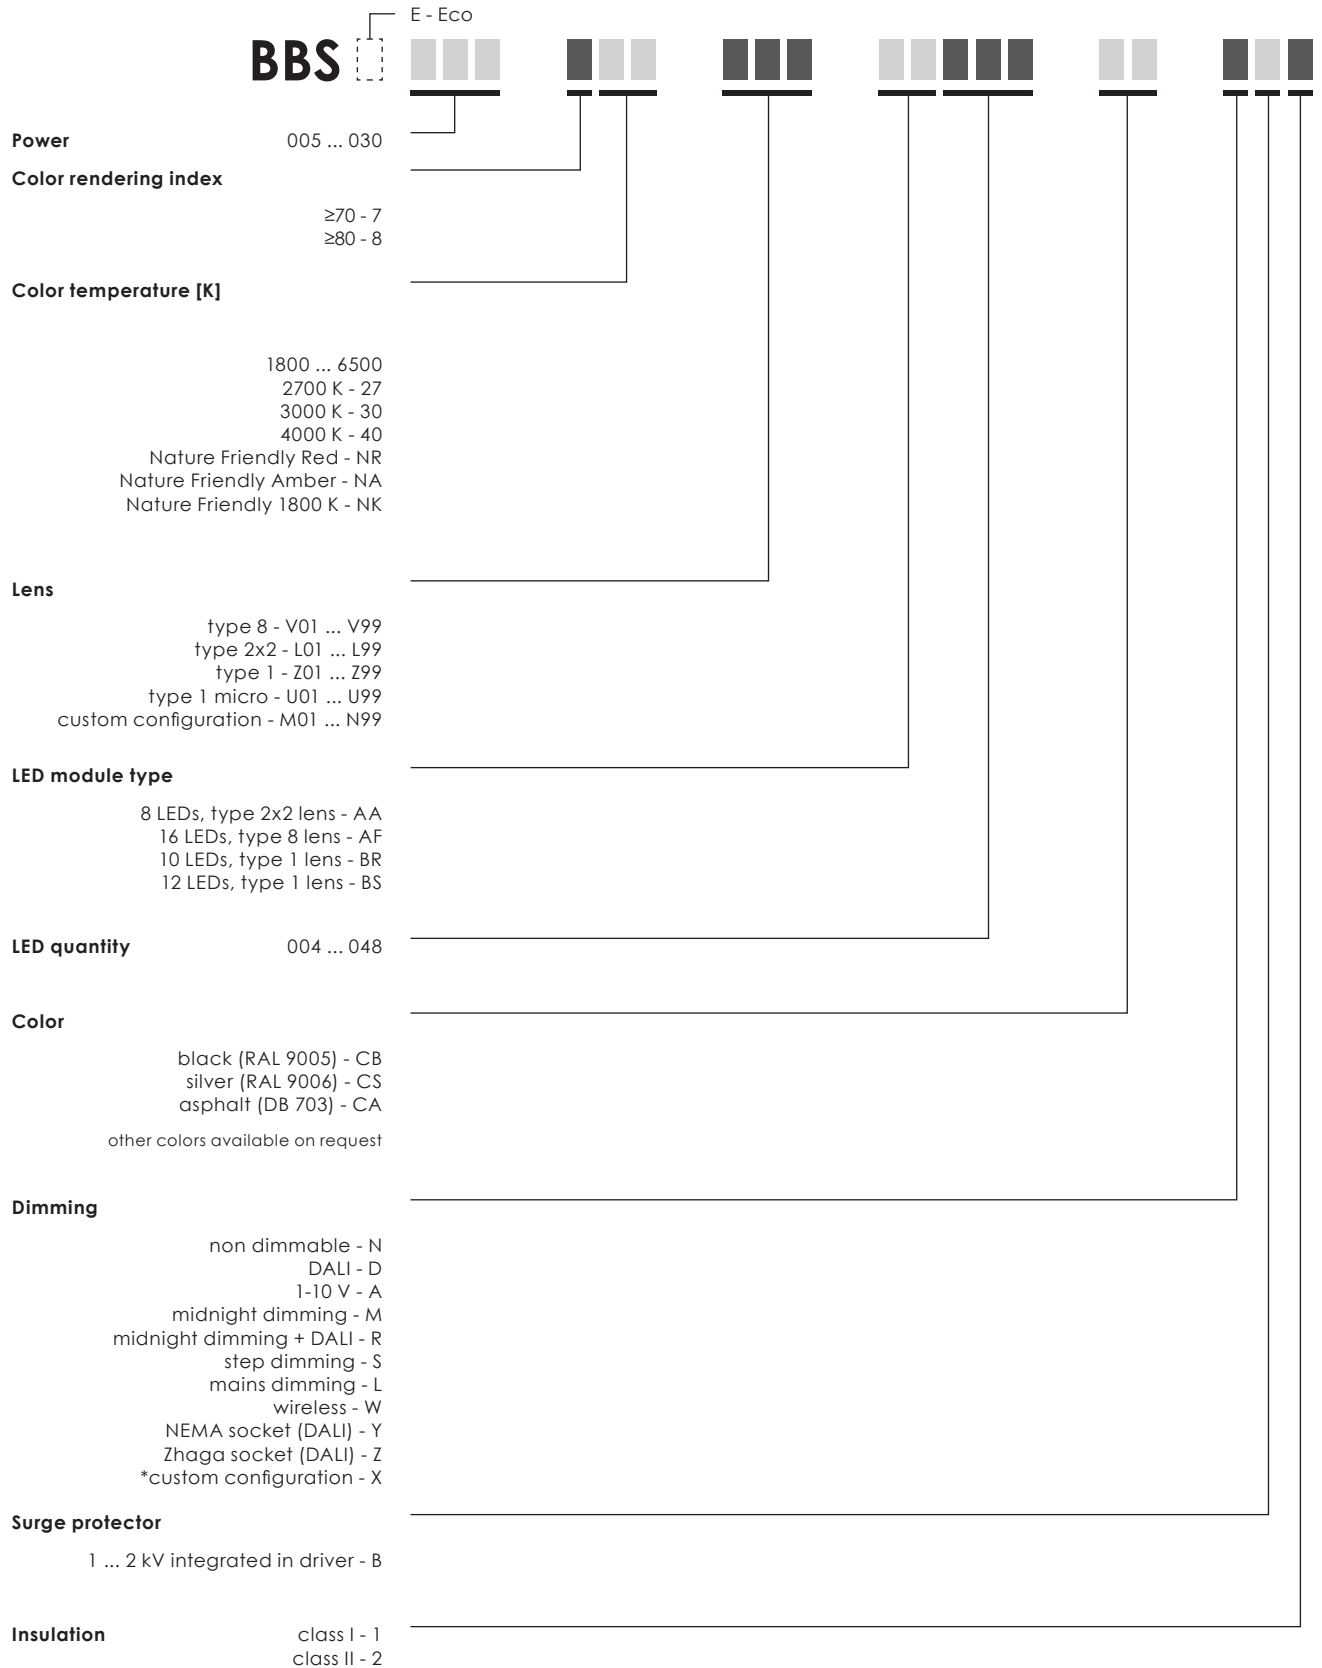 E - Eco
BBS
Power 005 ... 030
Color rendering index
≥70 - 7
≥80 - 8
Color temperature [K]
1800 ... 6500
2700 K - 27
3000 K - 30
4000 K - 40
Nature Friendly Red - NR
Nature Friendly Amber - NA
Nature Friendly 1800 K - NK
Lens
type 8 - V01 ... V99
type 2x2 - L01 ... L99
type 1 - Z01 ... Z99
type 1 micro - U01 ... U99
custom configuration - M01 ... N99
LED module type
8 LEDs, type 2x2 lens - AA
16 LEDs, type 8 lens - AF
10 LEDs, type 1 lens - BR
12 LEDs, type 1 lens - BS
LED quantity 004 ... 048
Color
black (RAL 9005) - CB
silver (RAL 9006) - CS
asphalt (DB 703) - CA
other colors available on request
Dimming
non dimmable - N
DALI - D
1-10 V - A
midnight dimming - M
midnight dimming + DALI - R
step dimming - S
mains dimming - L
wireless - W
NEMA socket (DALI) - Y
Zhaga socket (DALI) - Z
*custom configuration - X
Surge protector
1 ... 2 kV integrated in driver - B
Insulation class I - 1
class II - 2